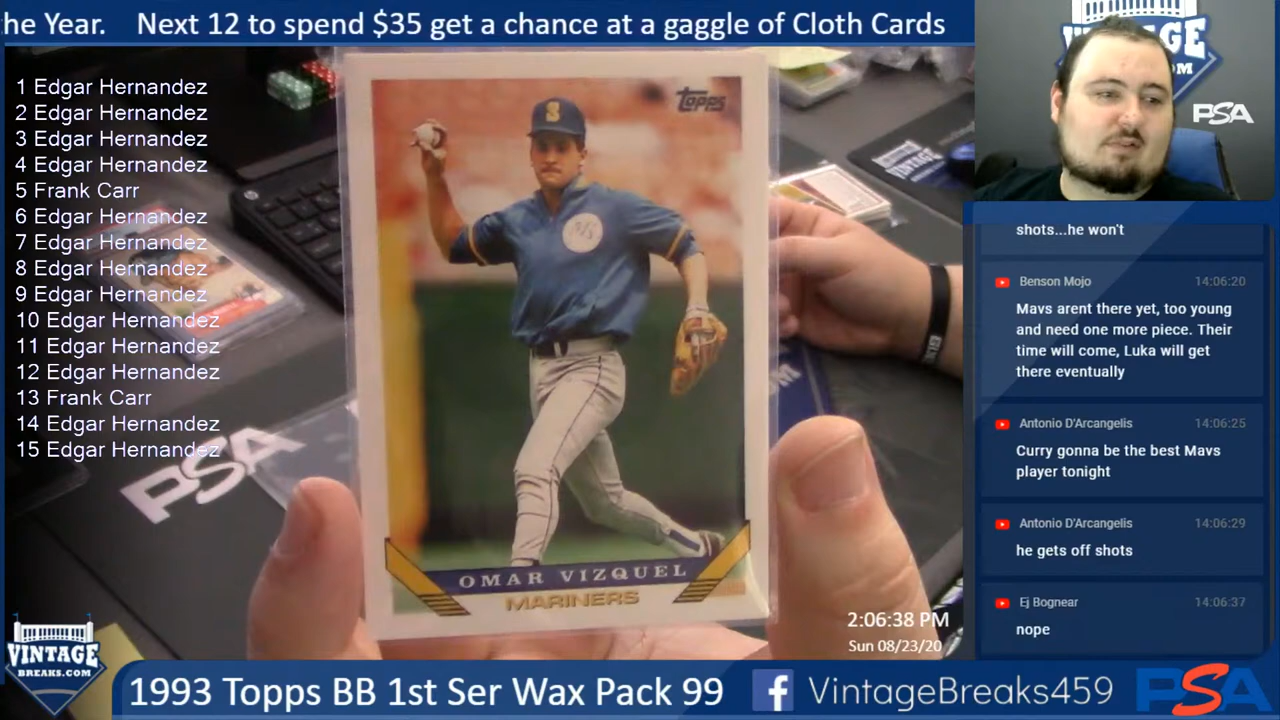 he Year. Next 12 to spend $35 get a chance at a gaggle of Cloth Cards
1 Edgar Hernandez
2 Edgar Hernandez
3 Edgar Hernandez
4 Edgar Hernandez
5 Frank Carr
6 Edgar Hernandez
7 Edgar Hernandez
8 Edgar Hernandez
9 Edgar Hernandez
10 Edgar Hernandez
11 Edgar Hernandez
12 Edgar Hernandez
13 Frank Carr
14 Edgar Hernandez
15 Edgar Hernandez
Topps
S
OMAR VIZQUEL
MARINERS
PSA
VINTAGE
PSA
shots...he won't
Benson Mojo 14:06:20
Mavs arent there yet, too young
and need one more piece. Their
time will come, Luka will get
there eventually
Antonio D'Arcangelis 14:06:25
Curry gonna be the best Mavs
player tonight
Antonio D'Arcangelis 14:06:29
he gets off shots
Ej Bognear 14:06:37
nope
2:06:38 PM
Sun 08/23/20
VINTAGE
BREAKS.COM
1993 Topps BB 1st Ser Wax Pack 99
f VintageBreaks459
PSA